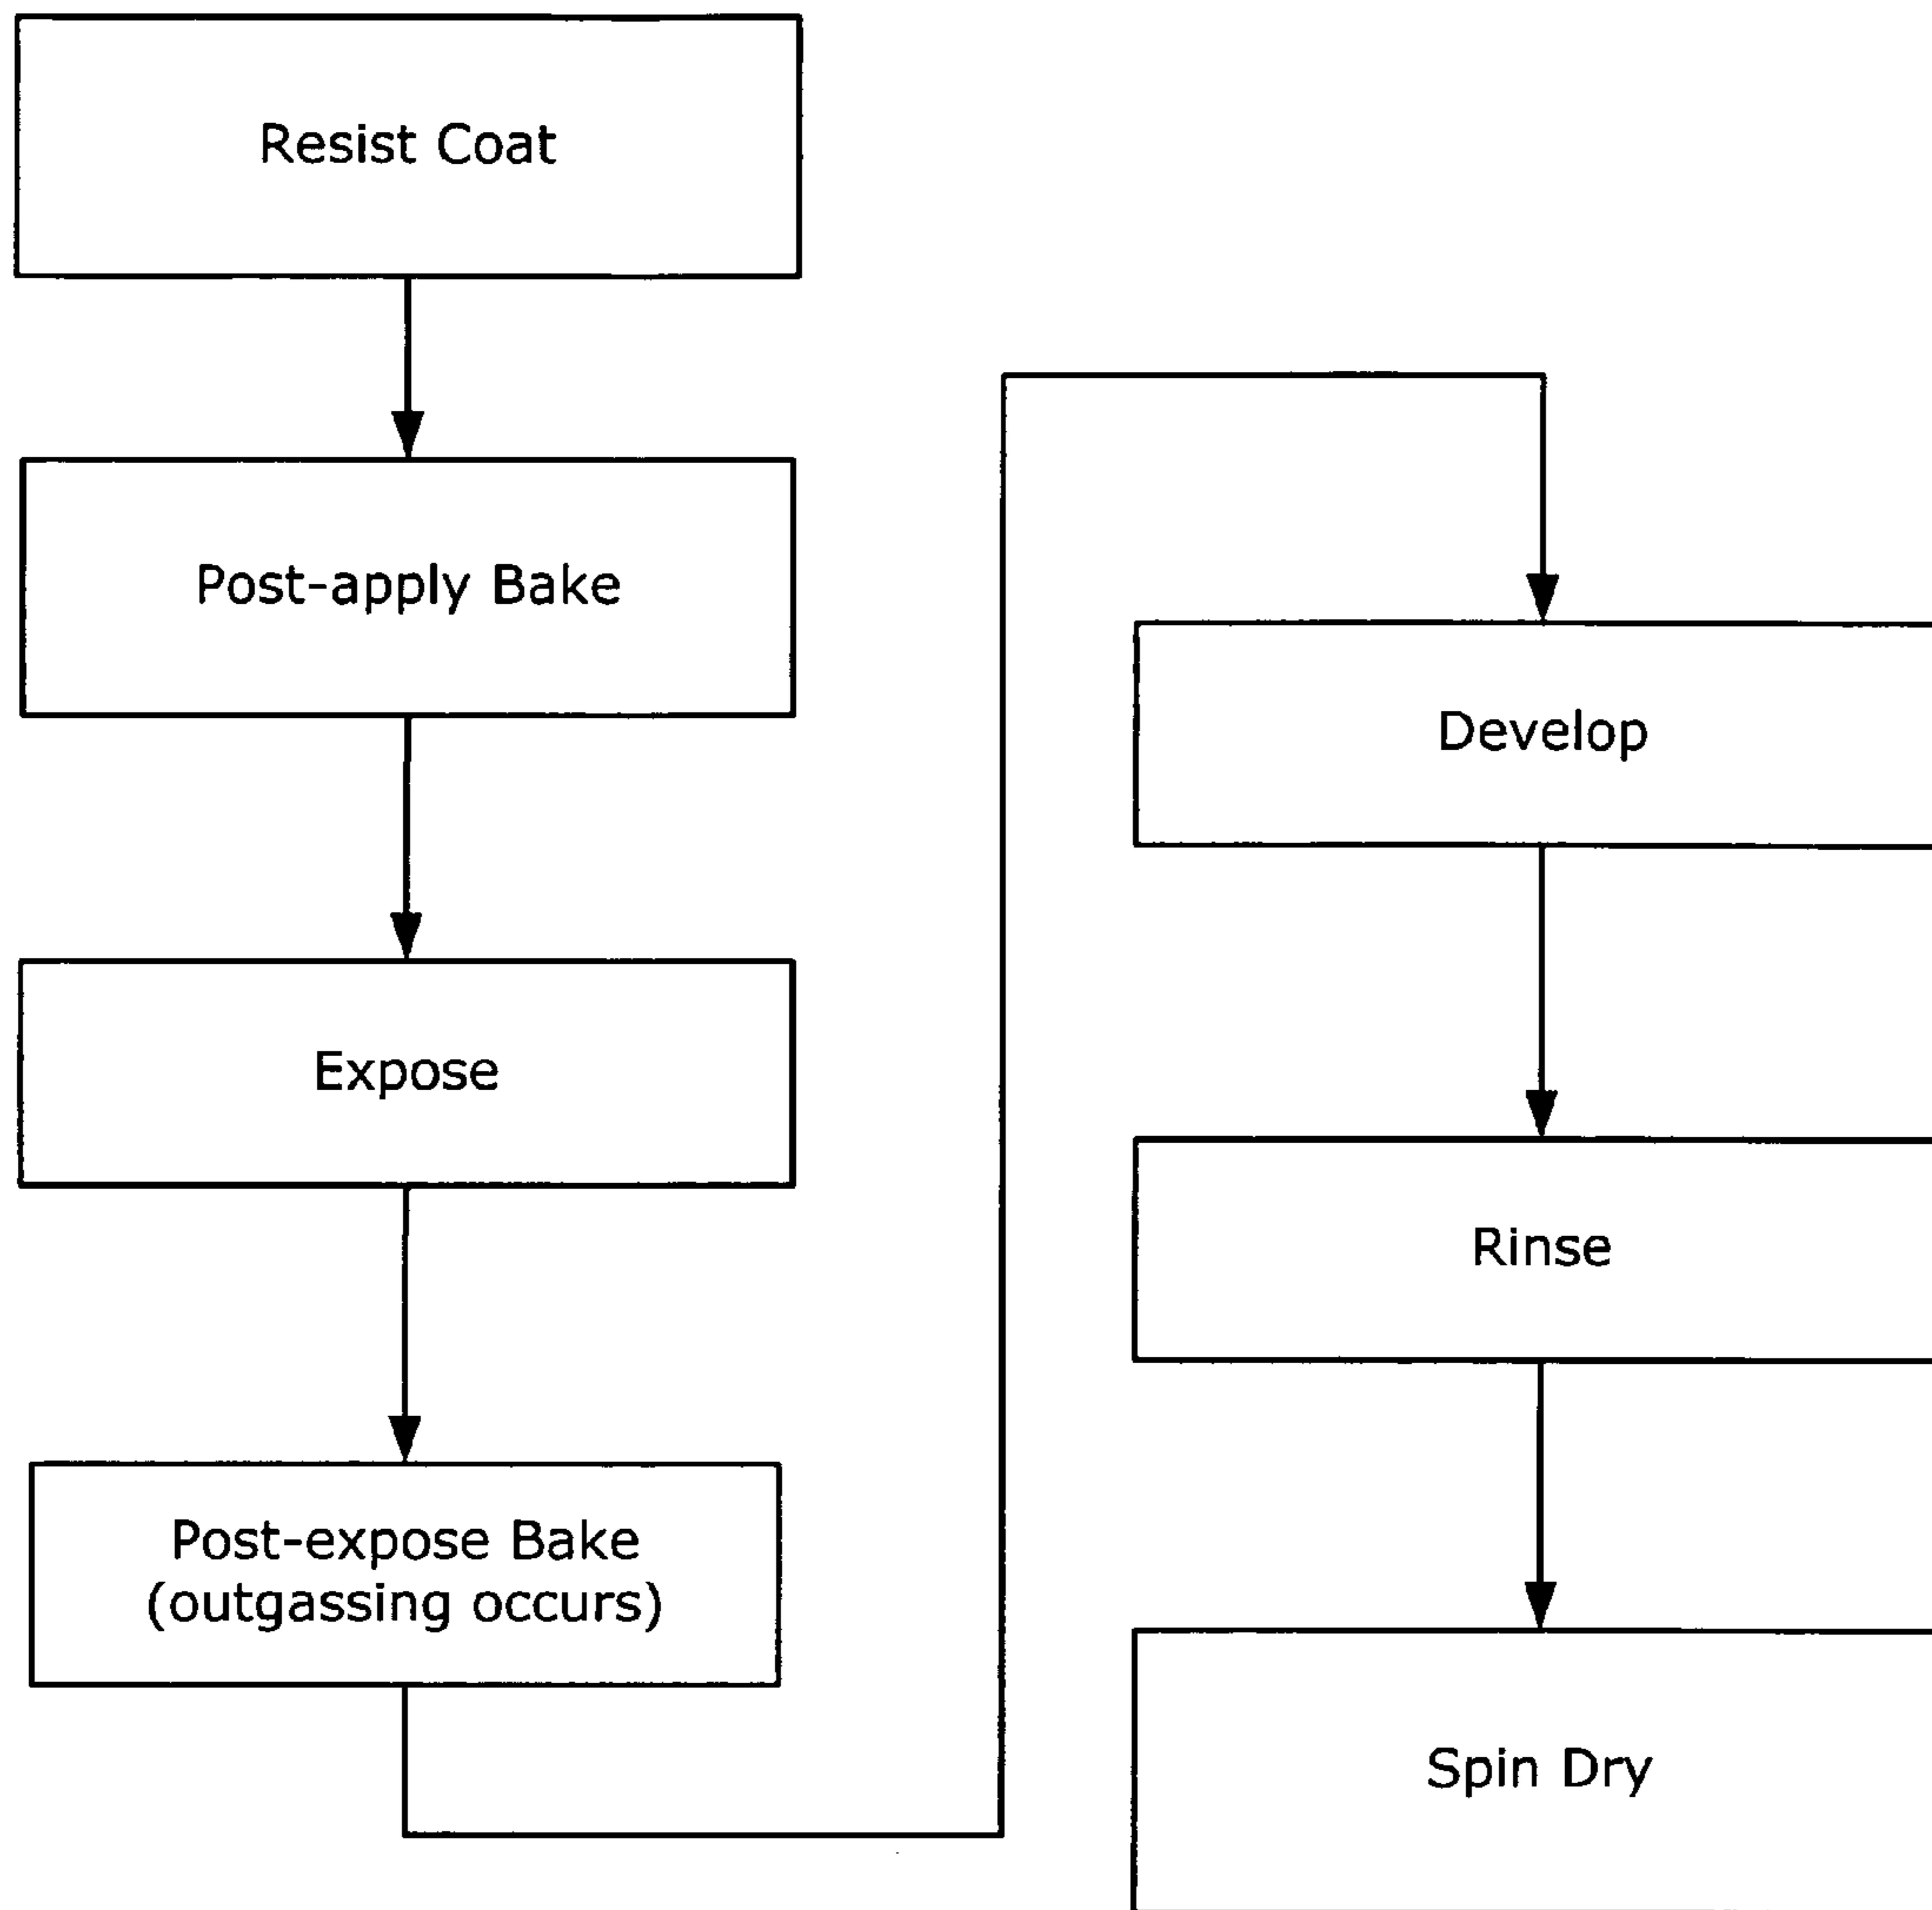 Resist Coat
Post-apply Bake
Expose
Post-expose Bake
(outgassing occurs)
Develop
Rinse
Spin Dry